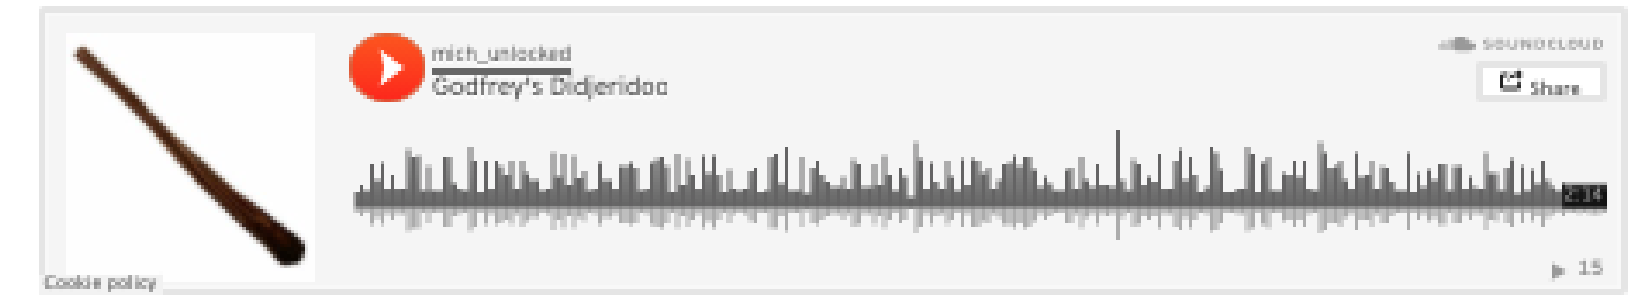 mich_unlocked
Godfrey's Didjeridoo
SOUNDCLOUD
Share
2:14
15
Cookie policy